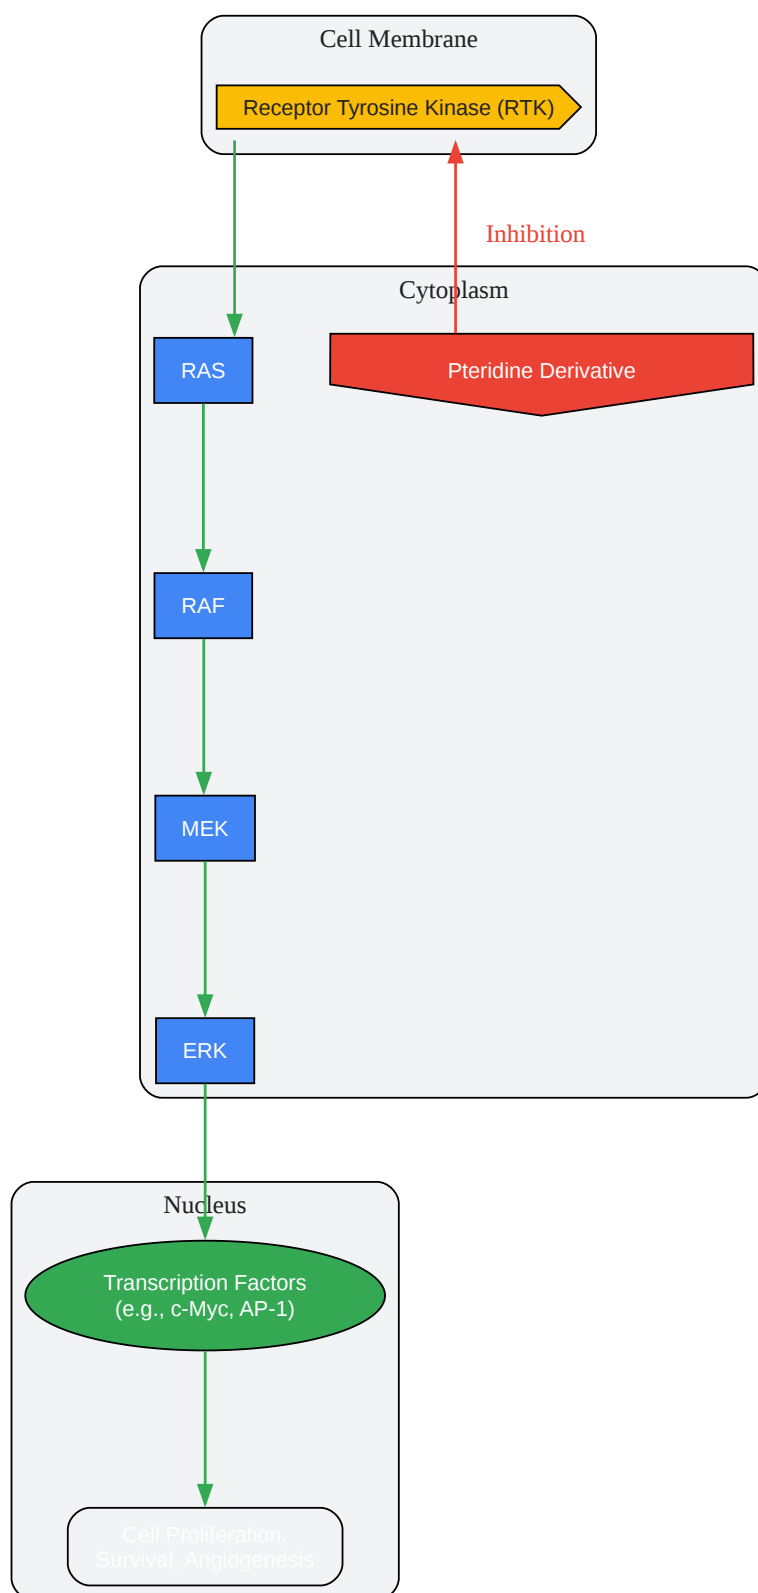 Cell Membrane
Receptor Tyrosine Kinase (RTK)
Inhibition
Cytoplasm
RAS
Pteridine Derivative
RAF
MEK
ERK
Nucleus
Transcription Factors
(e.g., c-Myc, AP-1)
Cell Proliferation,
Survival, Angiogenesis